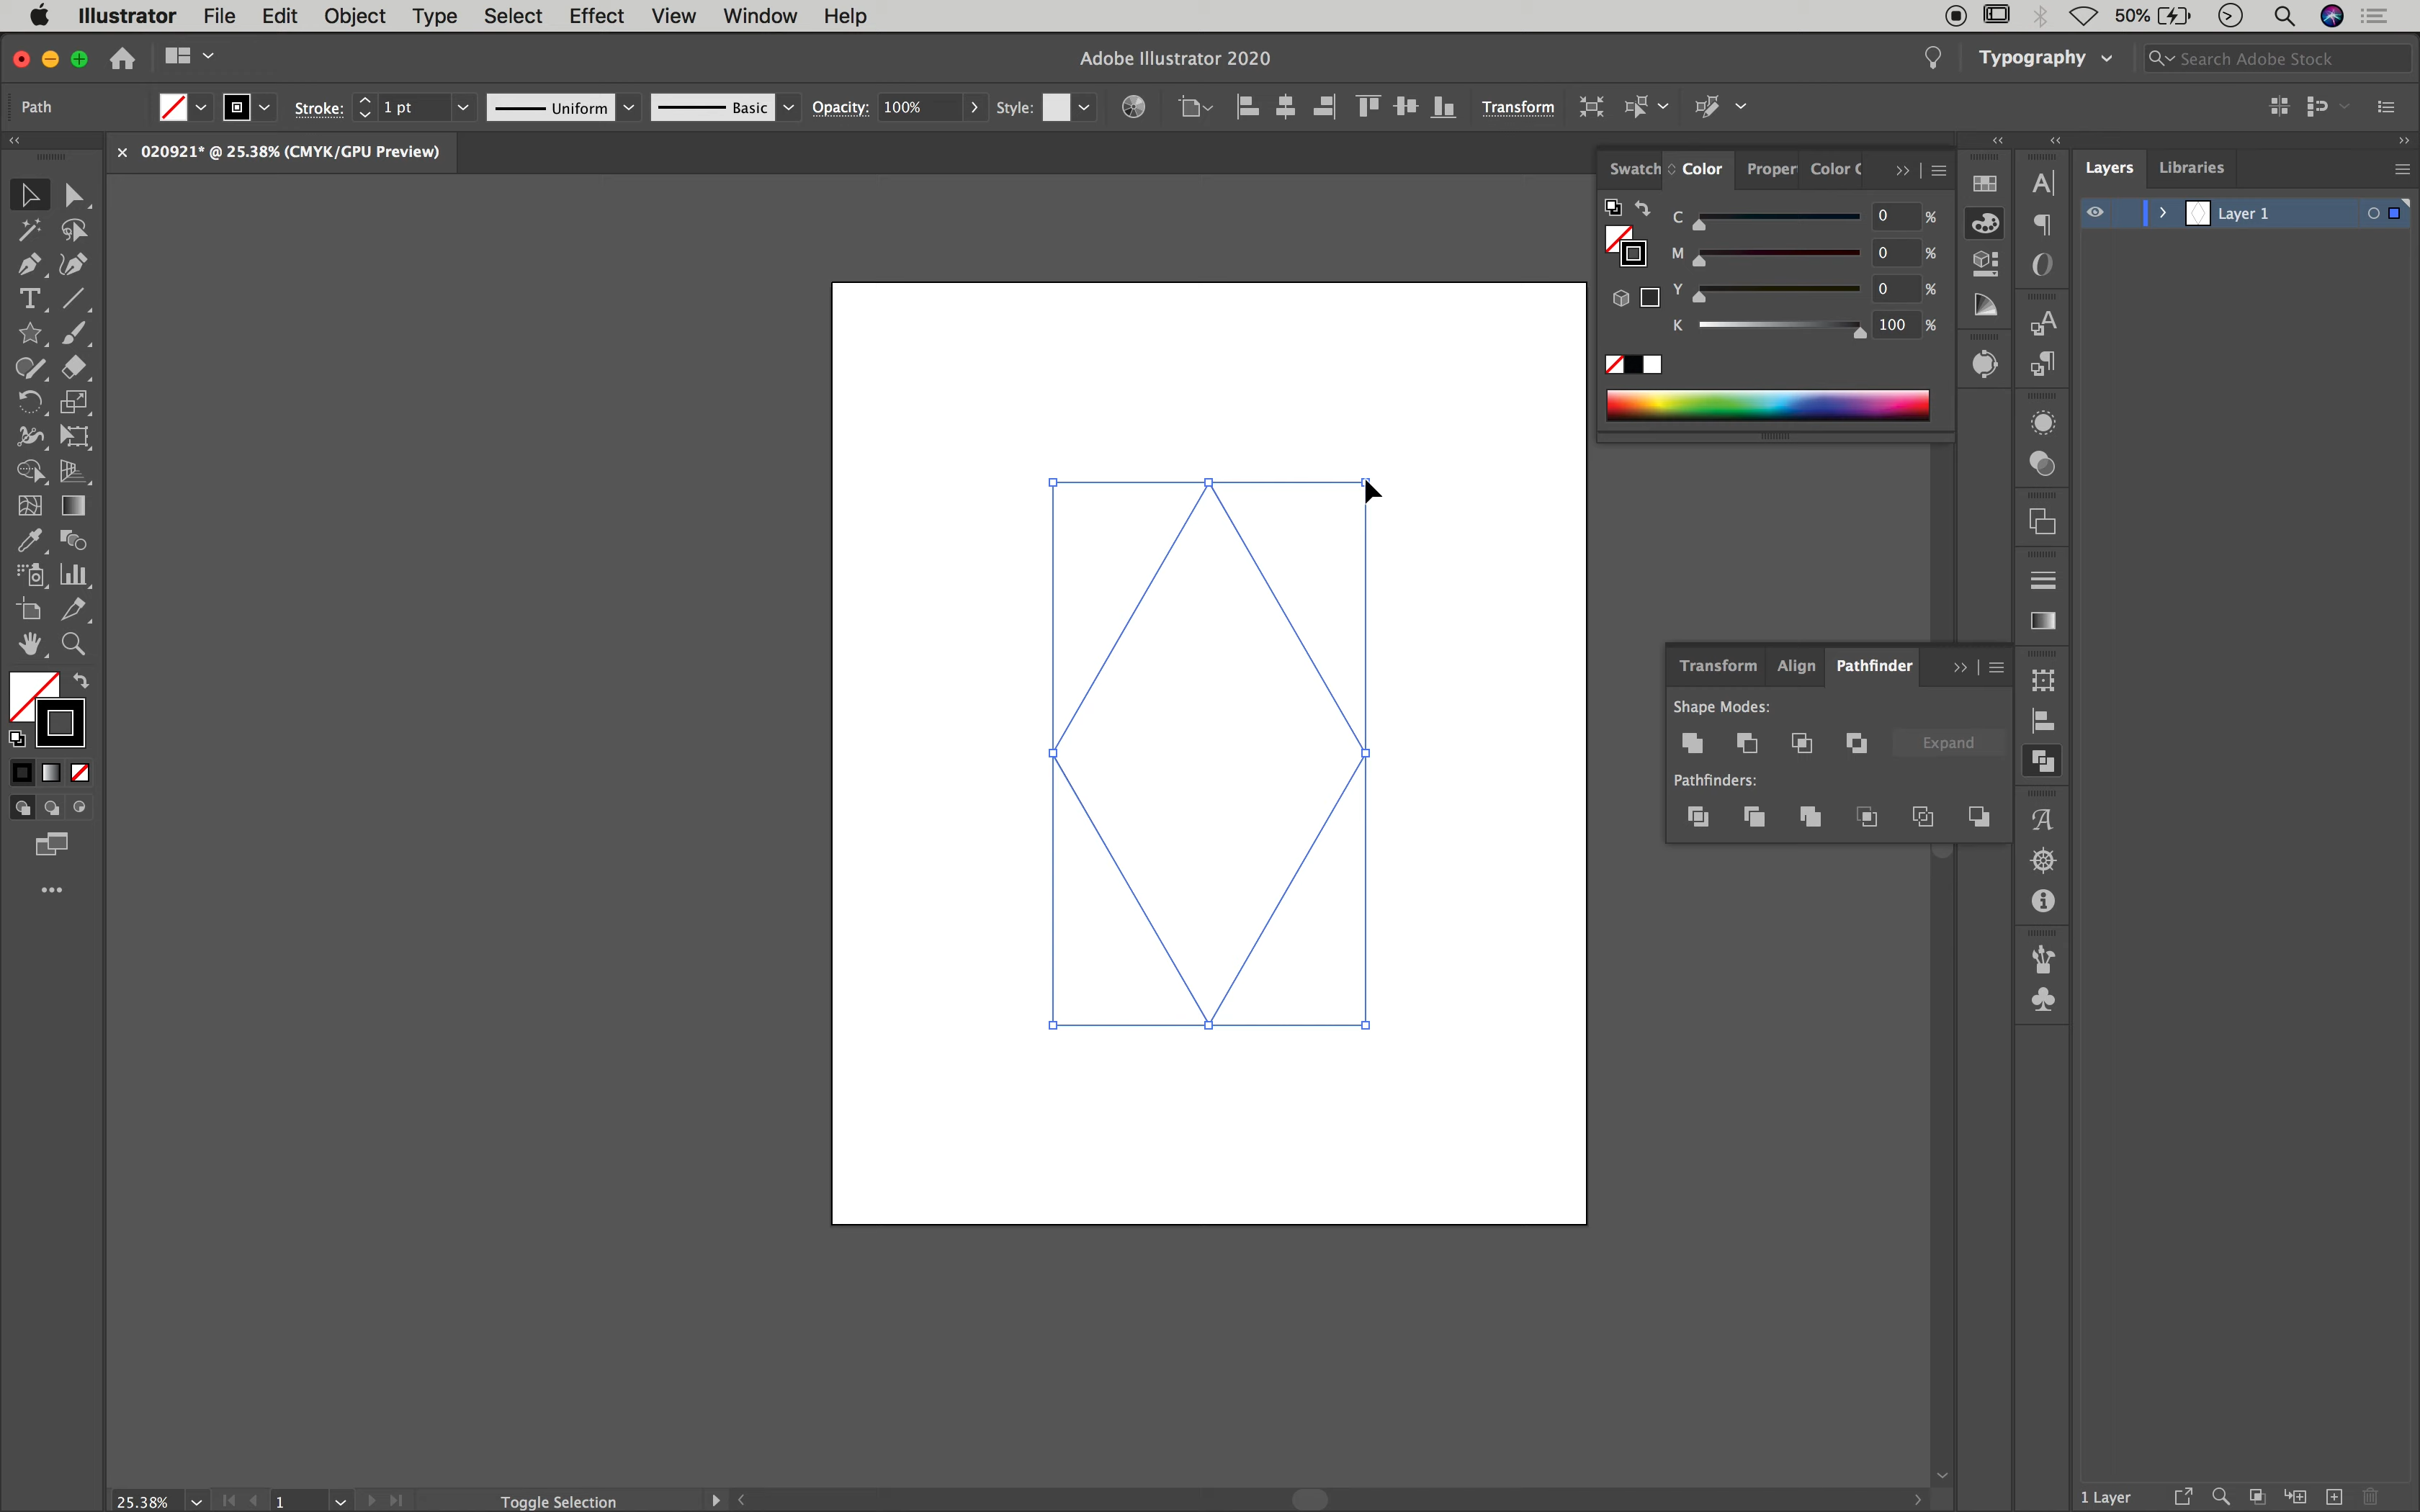 Illustrator File Edit Object Type Select Effect View Window Help 50%
Adobe Illustrator 2020 Typography Search Adobe Stock
Path Stroke: 1 pt Uniform Basic Opacity: 100% Style: Transform
020921* @ 25.38% (CMYK/GPU Preview)
Swatch Color Proper Color C
C 0 %
M 0 %
Y 0 %
K 100 %
Layers Libraries
Layer 1
Transform Align Pathfinder
Shape Modes:
Expand
Pathfinders:
25.38% 1 Toggle Selection
1 Layer